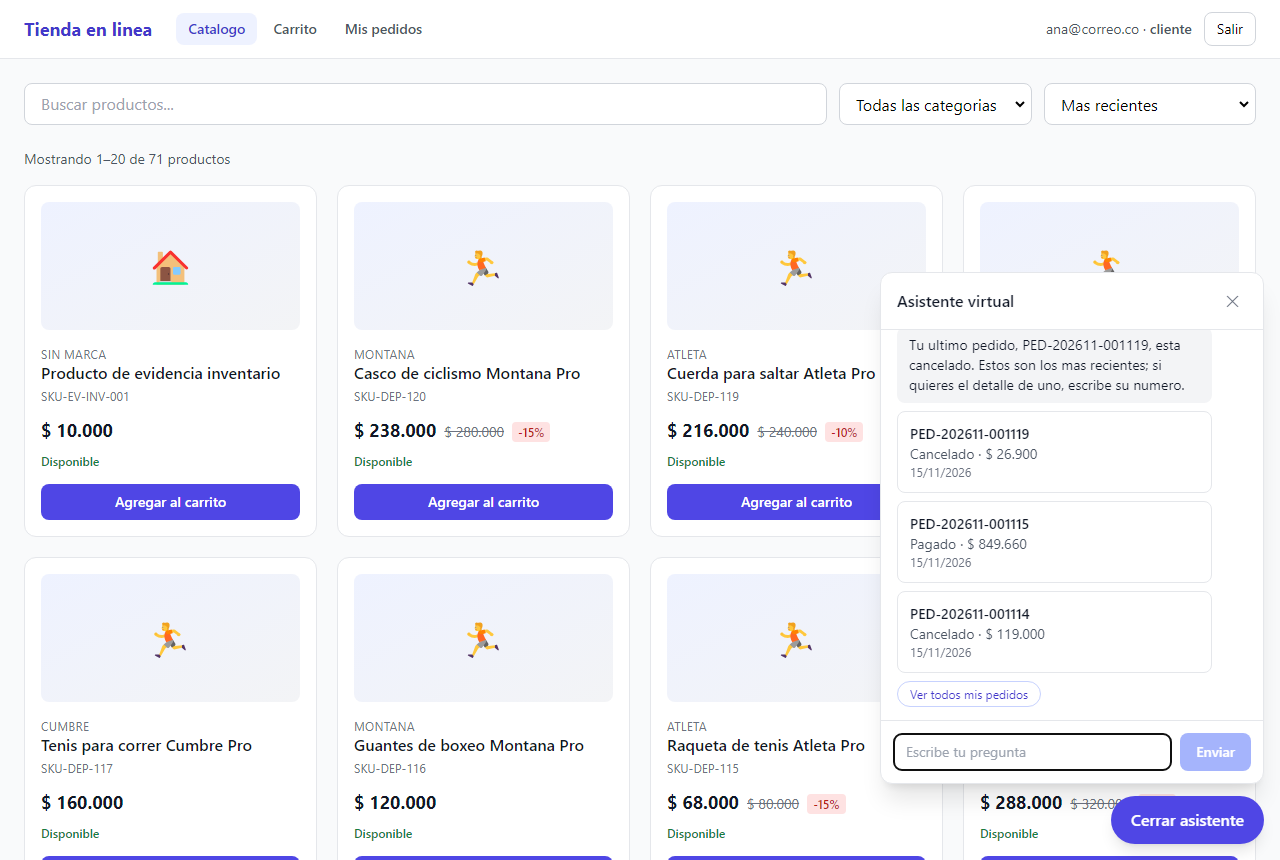 Tienda en linea
Catalogo
Carrito
Mis pedidos
ana@correo.co · cliente
Salir
Buscar productos...
Todas las categorias
Mas recientes
Mostrando 1–20 de 71 productos
SIN MARCA
Producto de evidencia inventario
SKU-EV-INV-001
$ 10.000
Disponible
Agregar al carrito
MONTANA
Casco de ciclismo Montana Pro
SKU-DEP-120
$ 238.000 $ 280.000 -15%
Disponible
Agregar al carrito
ATLETA
Cuerda para saltar Atleta Pro
SKU-DEP-119
$ 216.000 $ 240.000 -10%
Disponible
Agregar al carrito
CUMBRE
Tenis para correr Cumbre Pro
SKU-DEP-117
$ 160.000
Disponible
MONTANA
Guantes de boxeo Montana Pro
SKU-DEP-116
$ 120.000
Disponible
ATLETA
Raqueta de tenis Atleta Pro
SKU-DEP-115
$ 68.000 $ 80.000 -15%
Disponible
$ 288.000
Disponible
Asistente virtual
Tu ultimo pedido, PED-202611-001119, esta
cancelado. Estos son los mas recientes; si
quieres el detalle de uno, escribe su numero.
PED-202611-001119
Cancelado · $ 26.900
15/11/2026
PED-202611-001115
Pagado · $ 849.660
15/11/2026
PED-202611-001114
Cancelado · $ 119.000
15/11/2026
Ver todos mis pedidos
Escribe tu pregunta
Enviar
Cerrar asistente